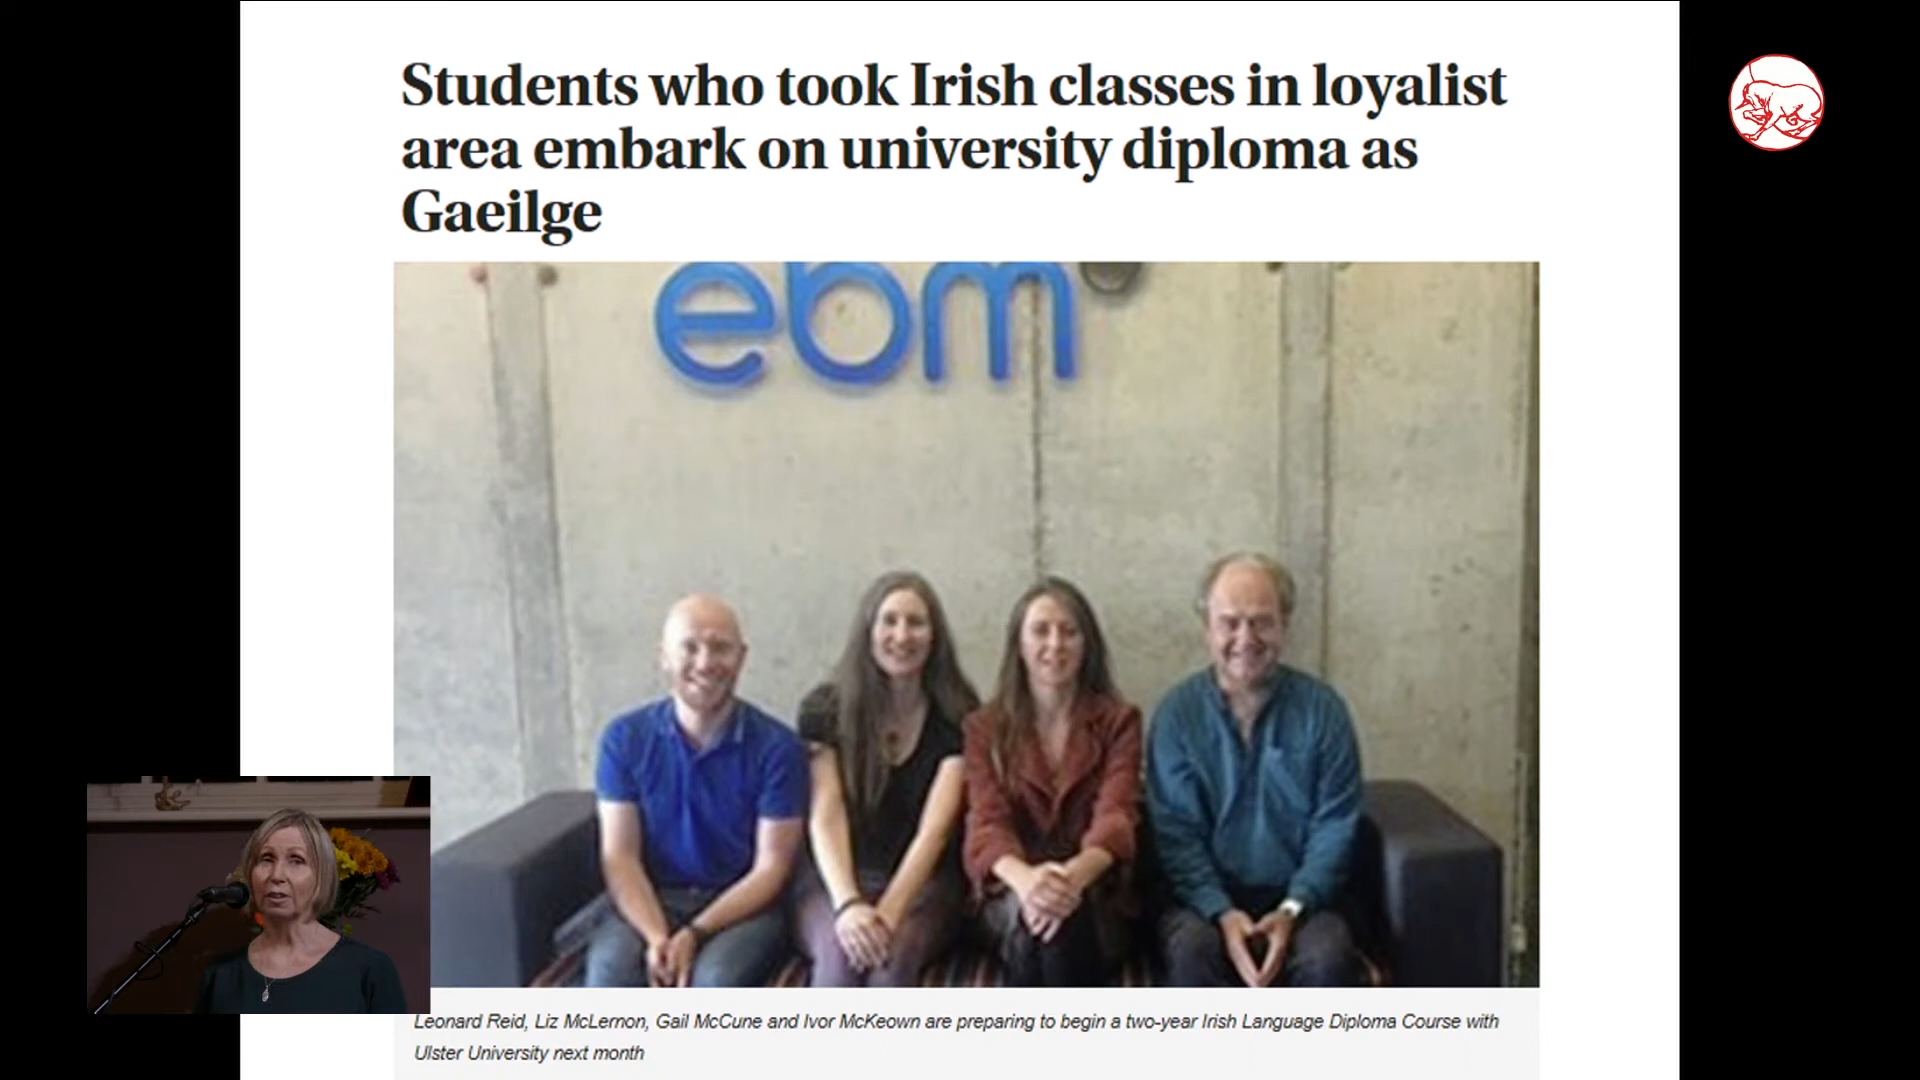 Students who took Irish classes in loyalist
area embark on university diploma as
Gaeilge
ebm
Leonard Reid, Liz McLernon, Gail McCune and Ivor McKeown are preparing to begin a two-year Irish Language Diploma Course with
Ulster University next month